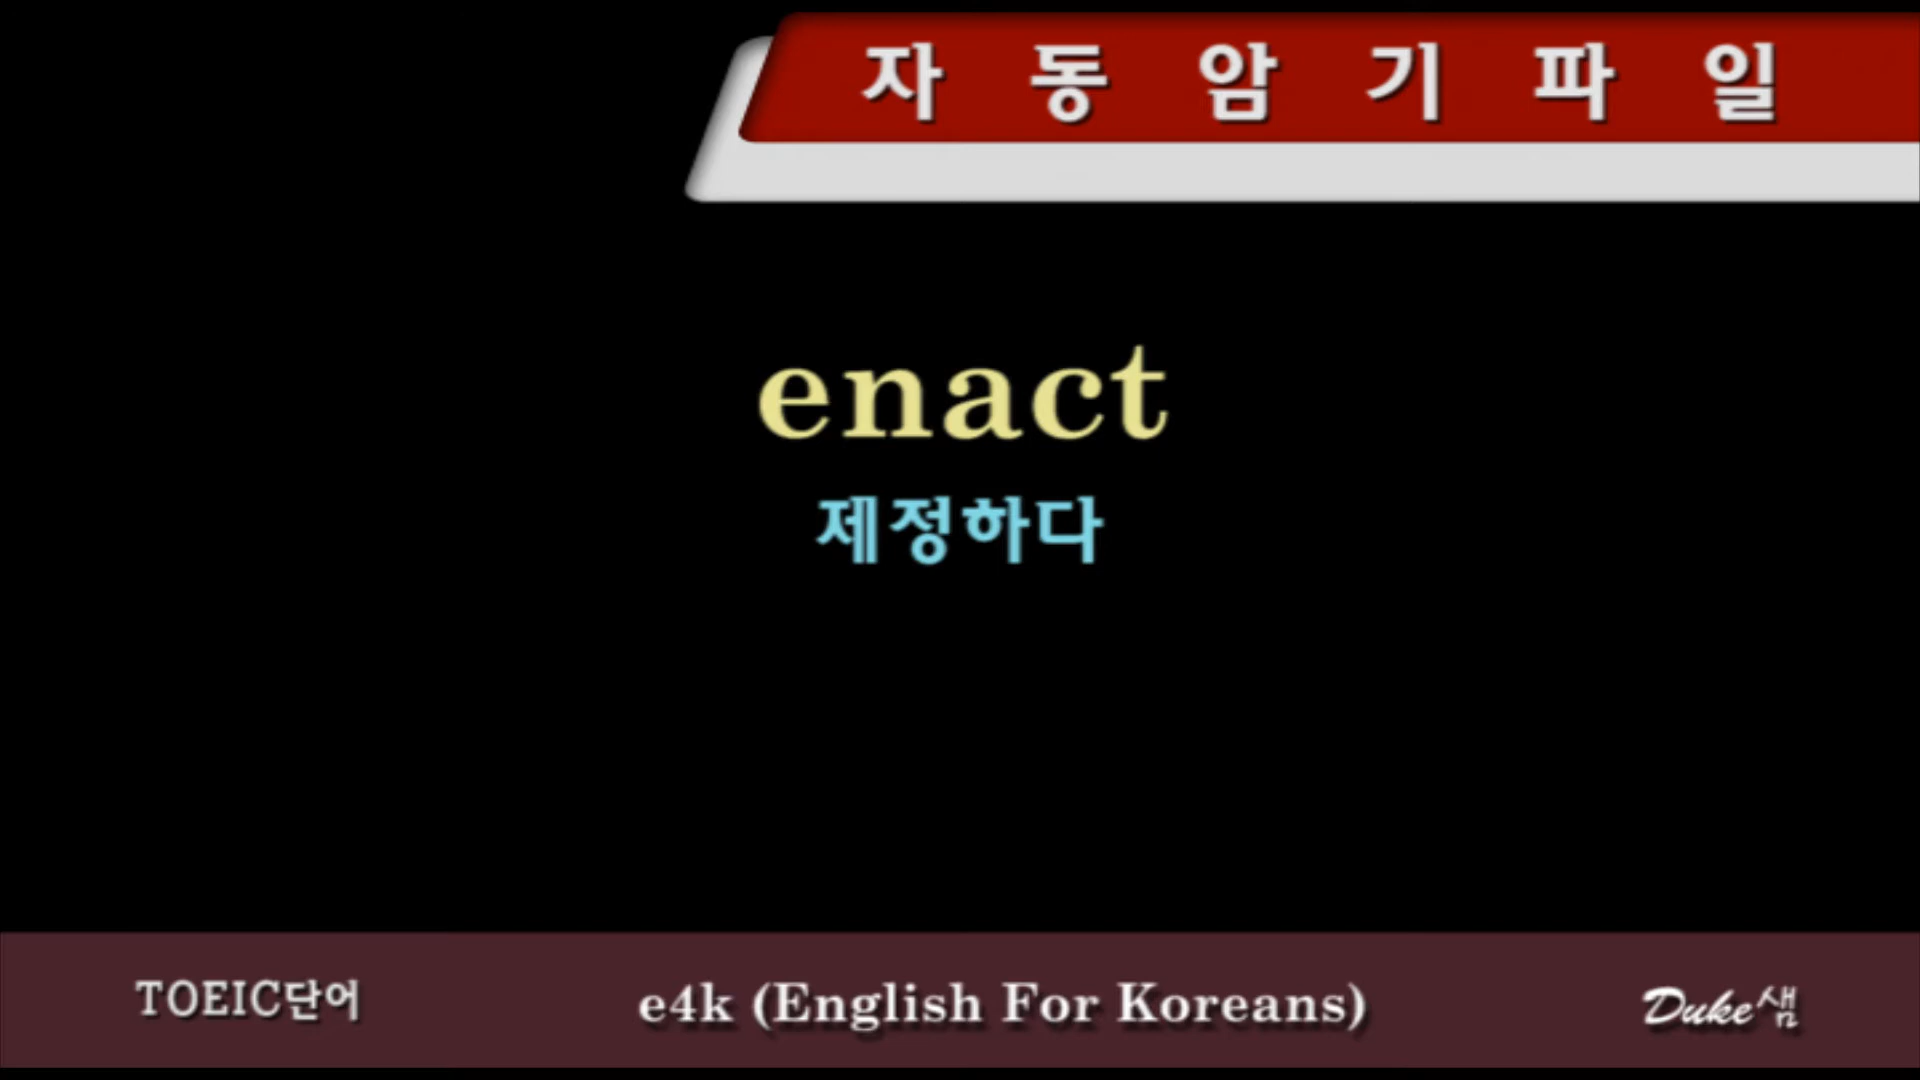 자 동 암 기 파 일
enact
제정하다
TOEIC단어
e4k (English For Koreans)
Duke샘